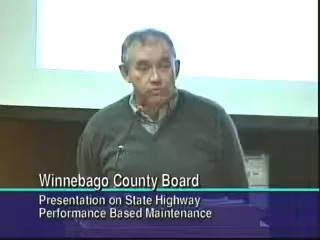 Winnebago County Board
Presentation on State Highway
Performance Based Maintenance